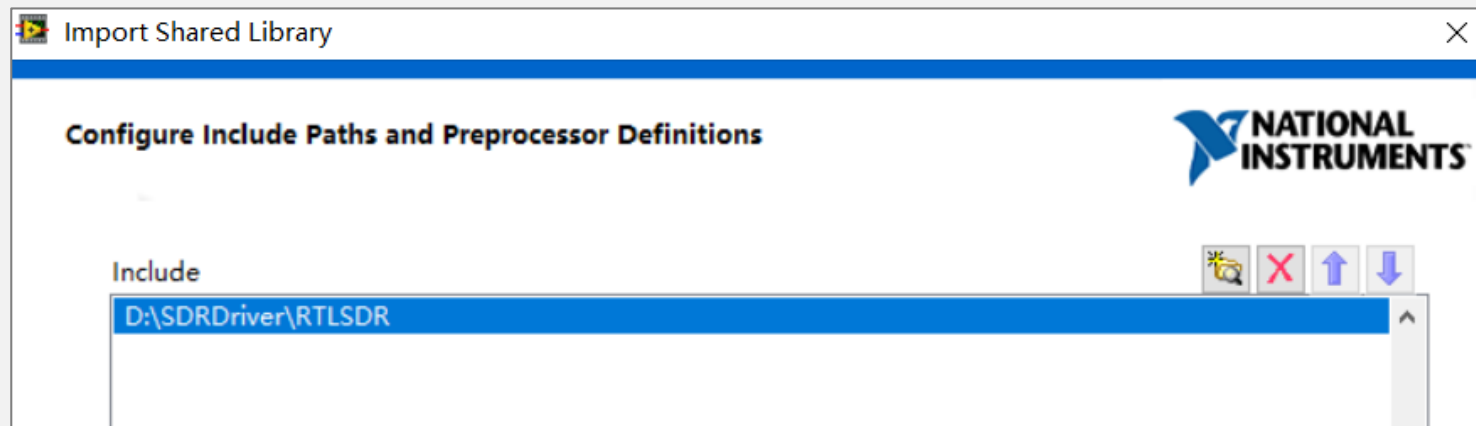 Import Shared Library
Configure Include Paths and Preprocessor Definitions
NATIONAL
INSTRUMENTS
Include
D:\SDRDriver\RTLSDR